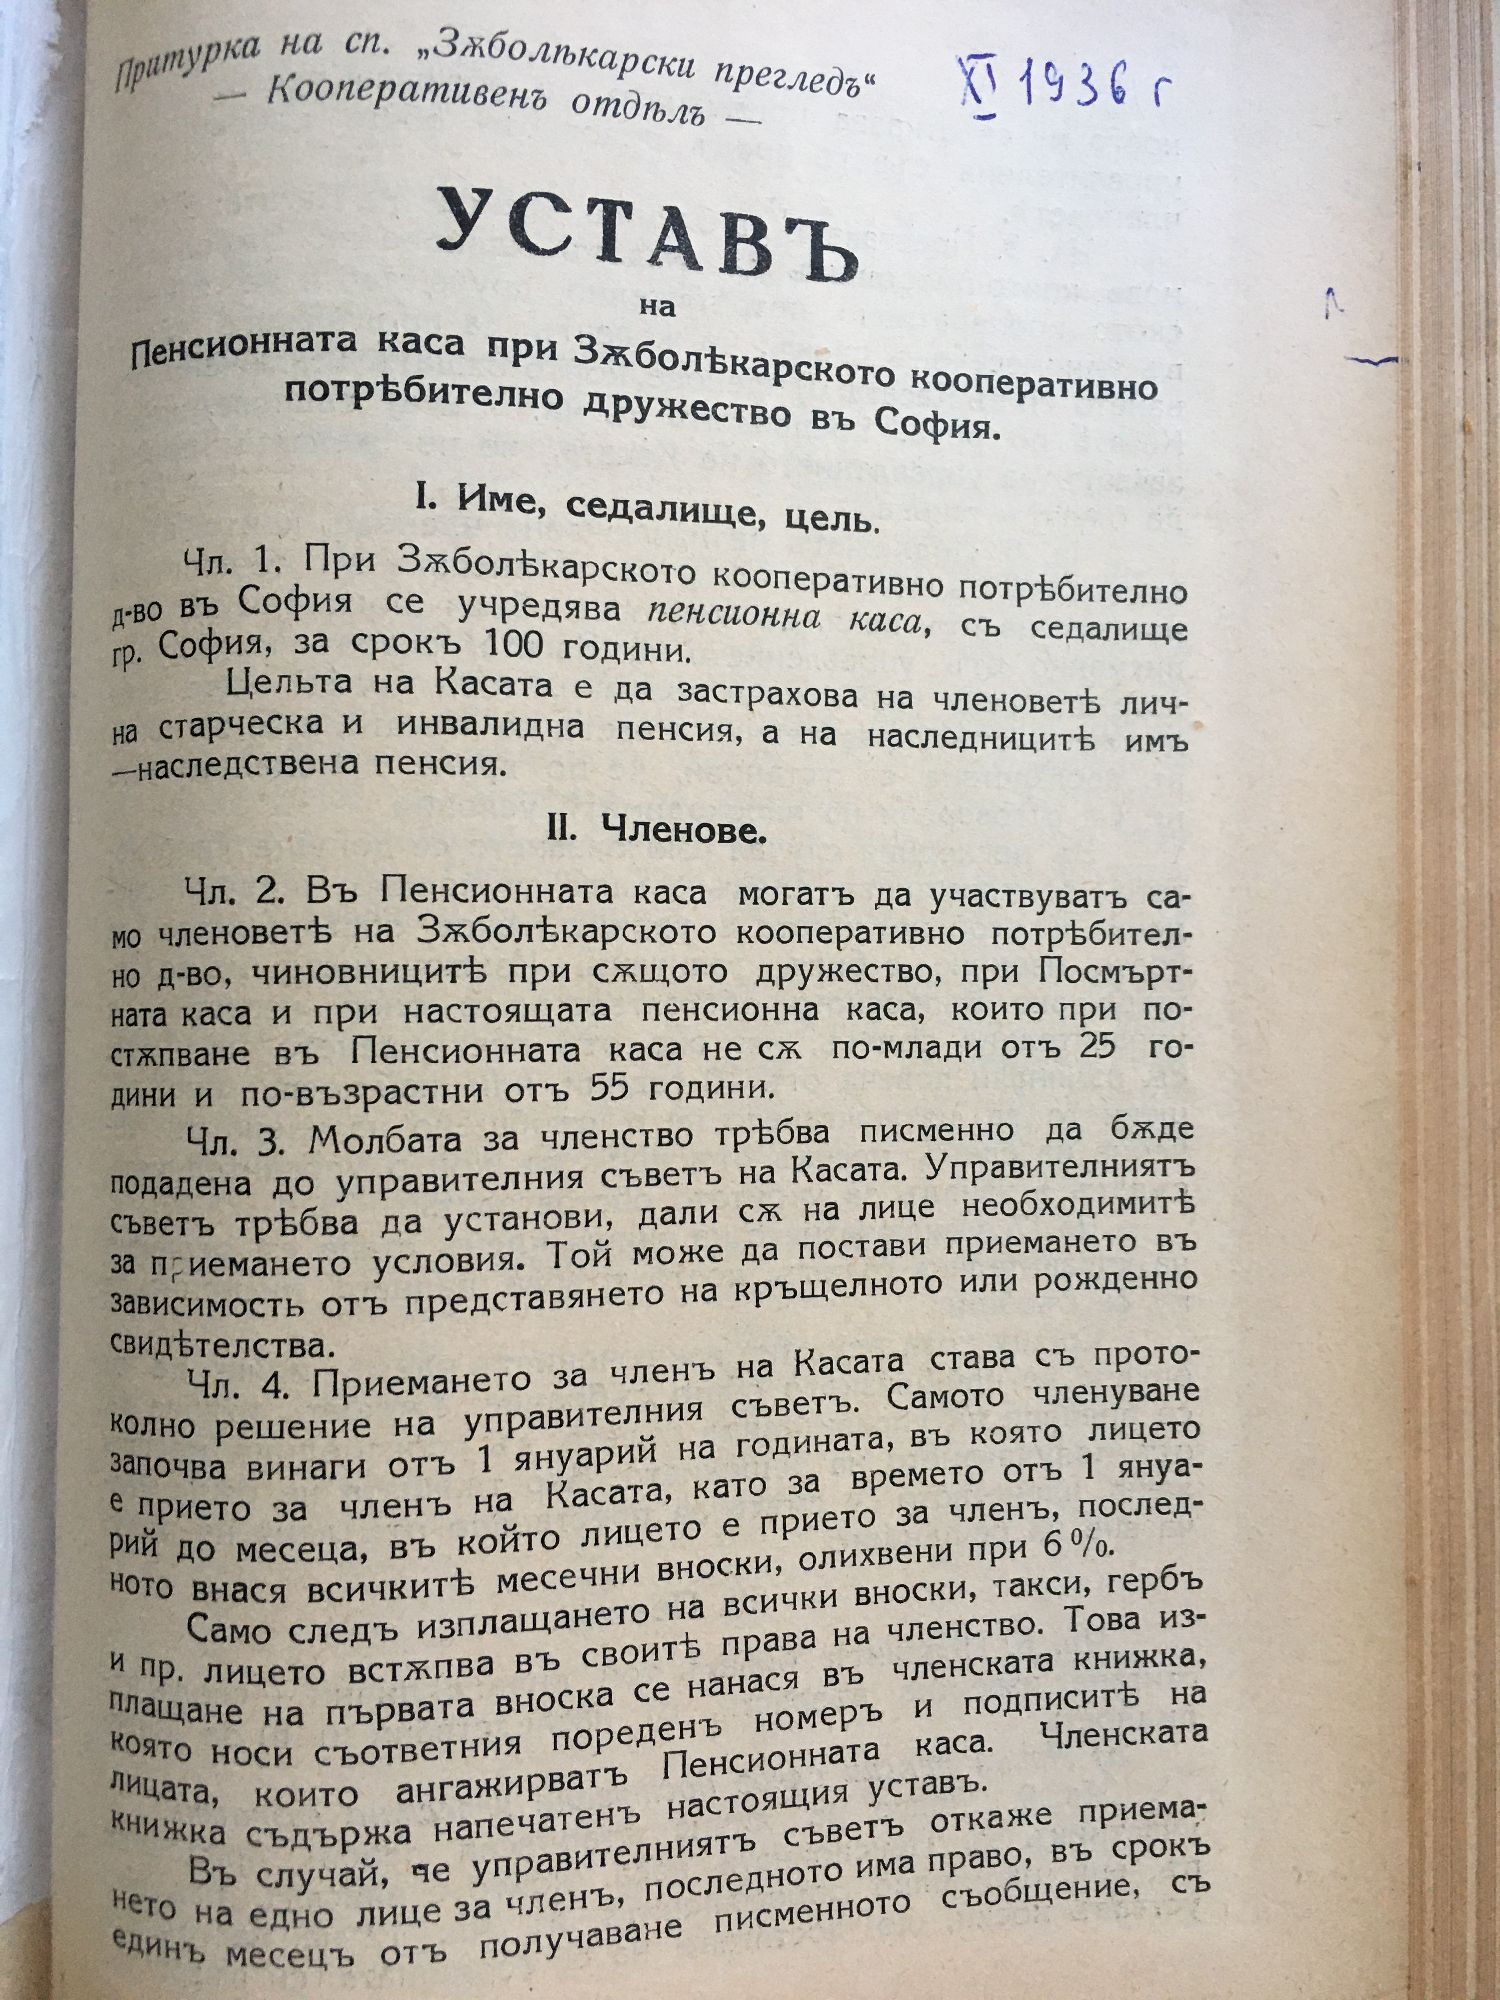 Притурка на сп. „Зѫболѣкарски прегледъ“
— Кооперативенъ отдѣлъ —
XI 1936 г
УСТАВЪ
на
Пенсионната каса при Зѫболѣкарското кооперативно
потрѣбително дружество въ София.
I. Име, седалище, цель.
Чл. 1. При Зѫболѣкарското кооперативно потрѣбително
д-во въ София се учредява пенсионна каса, съ седалище
гр. София, за срокъ 100 години.
Цельта на Касата е да застрахова на членоветѣ лич-
на старческа и инвалидна пенсия, а на наследницитѣ имъ
—наследствена пенсия.
II. Членове.
Чл. 2. Въ Пенсионната каса могатъ да участвуватъ са-
мо членоветѣ на Зѫболѣкарското кооперативно потрѣбител-
но д-во, чиновницитѣ при сѫщото дружество, при Посмърт-
ната каса и при настоящата пенсионна каса, които при по-
стѫпване въ Пенсионната каса не сѫ по-млади отъ 25 го-
дини и по-възрастни отъ 55 години.
Чл. 3. Молбата за членство трѣбва писменно да бѫде
подадена до управителния съветъ на Касата. Управителниятъ
съветъ трѣбва да установи, дали сѫ на лице необходимитѣ
за приемането условия. Той може да постави приемането въ
зависимость отъ представянето на кръщелното или рожденно
свидѣтелства.
Чл. 4. Приемането за членъ на Касата става съ прото-
колно решение на управителния съветъ. Самото членуване
започва винаги отъ 1 януарий на годината, въ която лицето
е прието за членъ на Касата, като за времето отъ 1 януа-
рий до месеца, въ който лицето е прието за членъ, послед-
ното внася всичкитѣ месечни вноски, олихвени при 6%.
Само следъ изплащането на всички вноски, такси, гербъ
и пр. лицето встѫпва въ своитѣ права на членство. Това из-
плащане на първата вноска се нанася въ членската книжка,
която носи съответния пореденъ номеръ и подписитѣ на
лицата, които ангажирватъ Пенсионната каса. Членската
книжка съдържа напечатенъ настоящия уставъ.
Въ случай, че управителниятъ съветъ откаже приема-
нето на едно лице за членъ, последното има право, въ срокъ
единъ месецъ отъ получаване писменното съобщение, съ